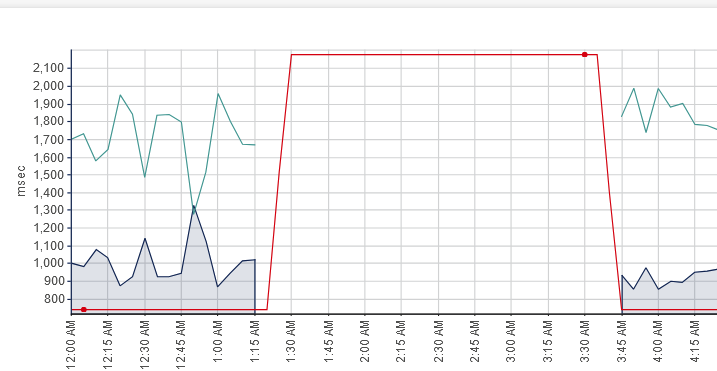 2,100
2,000
1,900
1,800
1,700
1,600
1,500
1,400
1,300
1,200
1,100
1,000
900
800
msec
12:00 AM
12:15 AM
12:30 AM
12:45 AM
1:00 AM
1:15 AM
1:30 AM
1:45 AM
2:00 AM
2:15 AM
2:30 AM
2:45 AM
3:00 AM
3:15 AM
3:30 AM
3:45 AM
4:00 AM
4:15 AM